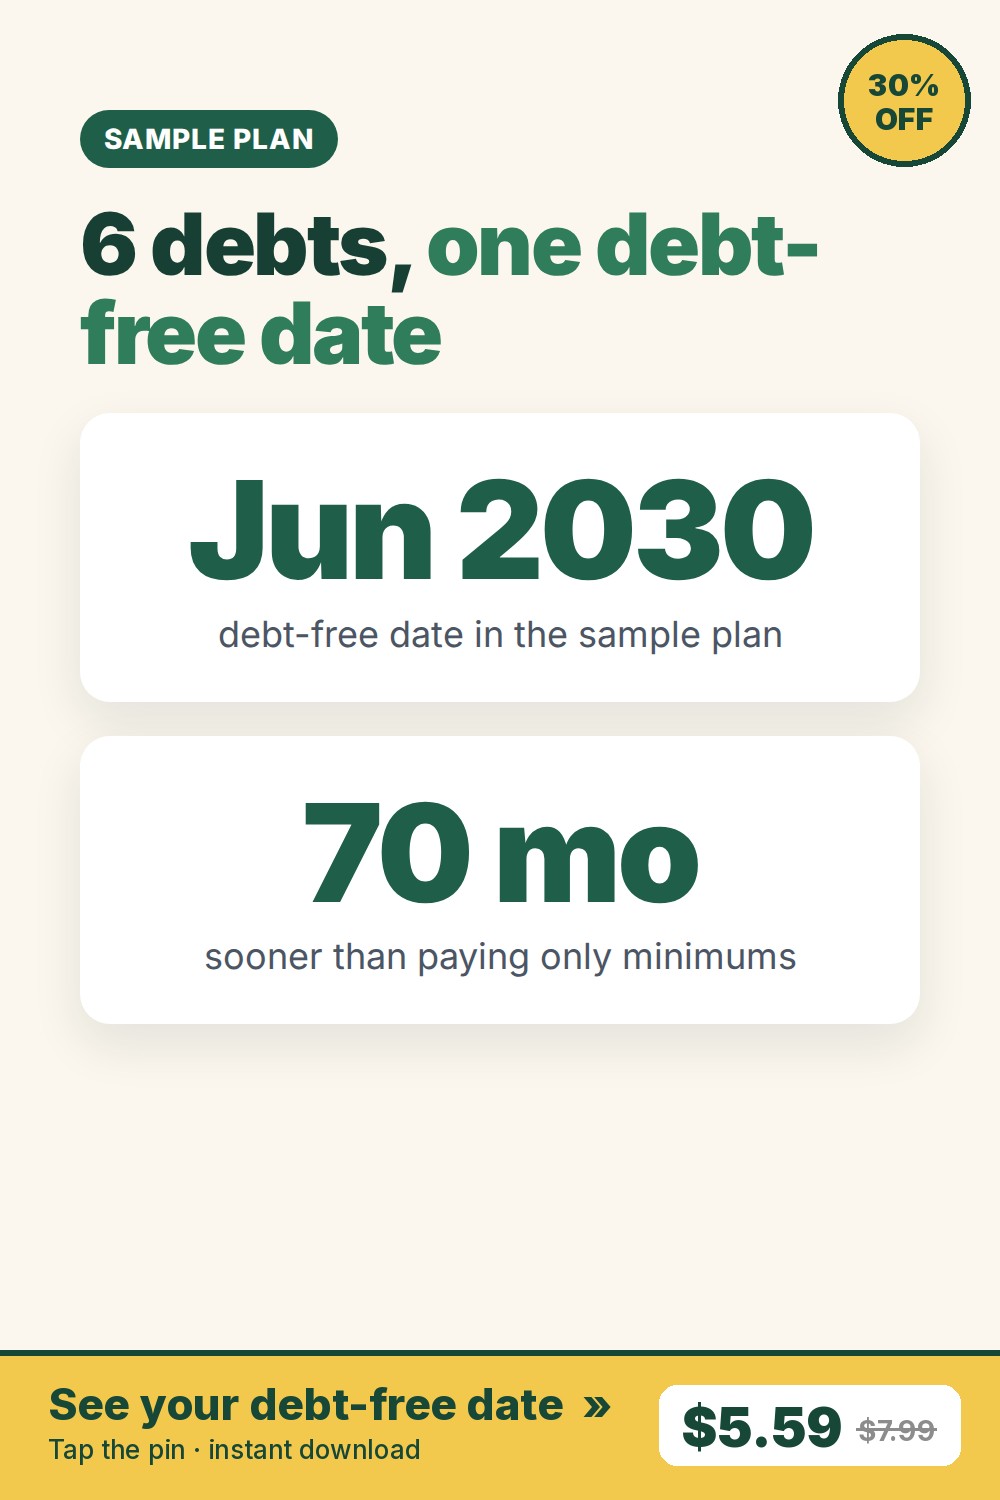 30%
OFF
SAMPLE PLAN
6 debts, one debt-
free date
Jun 2030
debt-free date in the sample plan
70 mo
sooner than paying only minimums
See your debt-free date »
Tap the pin · instant download
$5.59 $7.99